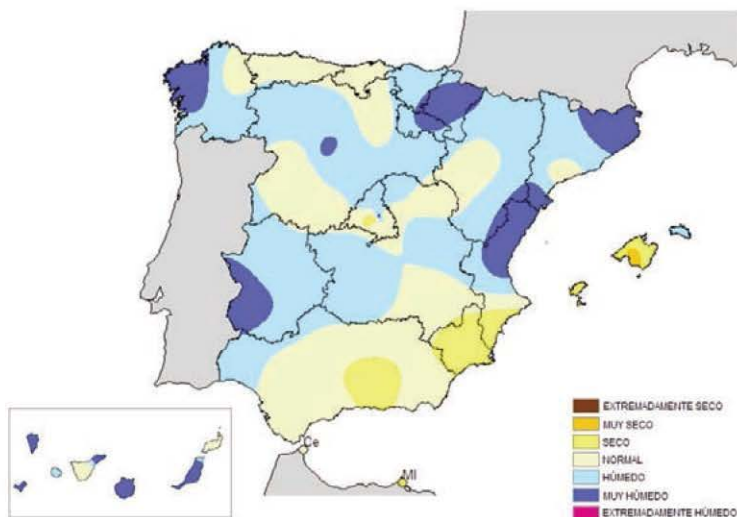 Ce
Ml
EXTREMADAMENTE SECO
MUY SECO
SECO
NORMAL
HÚMEDO
MUY HÚMEDO
EXTREMADAMENTE HÚMEDO